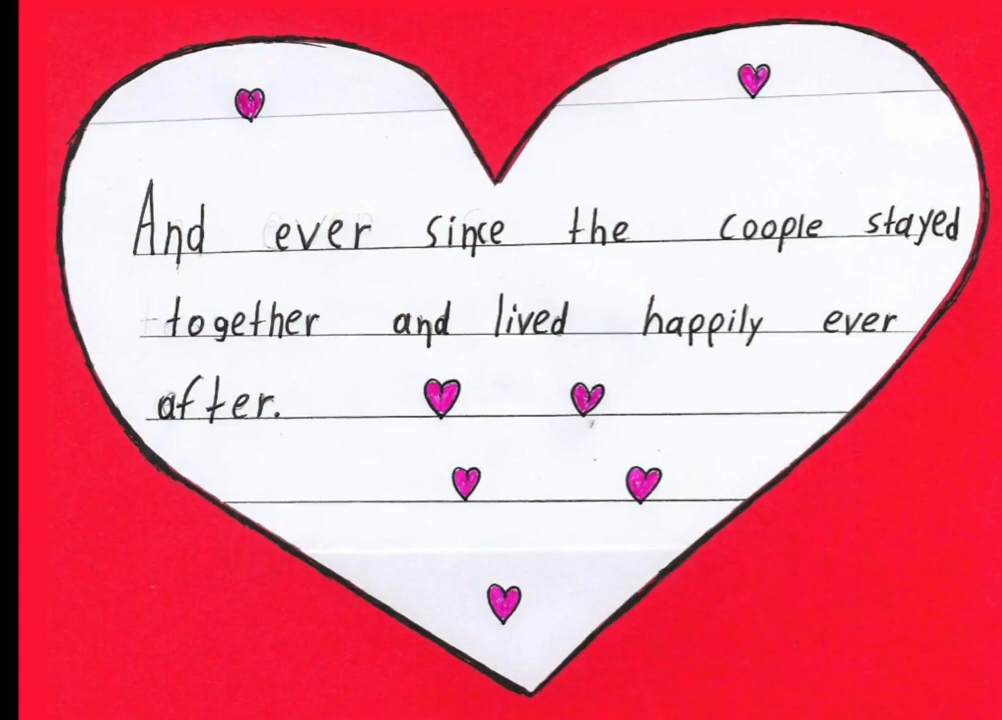 And ever since the coople stayed
together and lived happily ever
after.